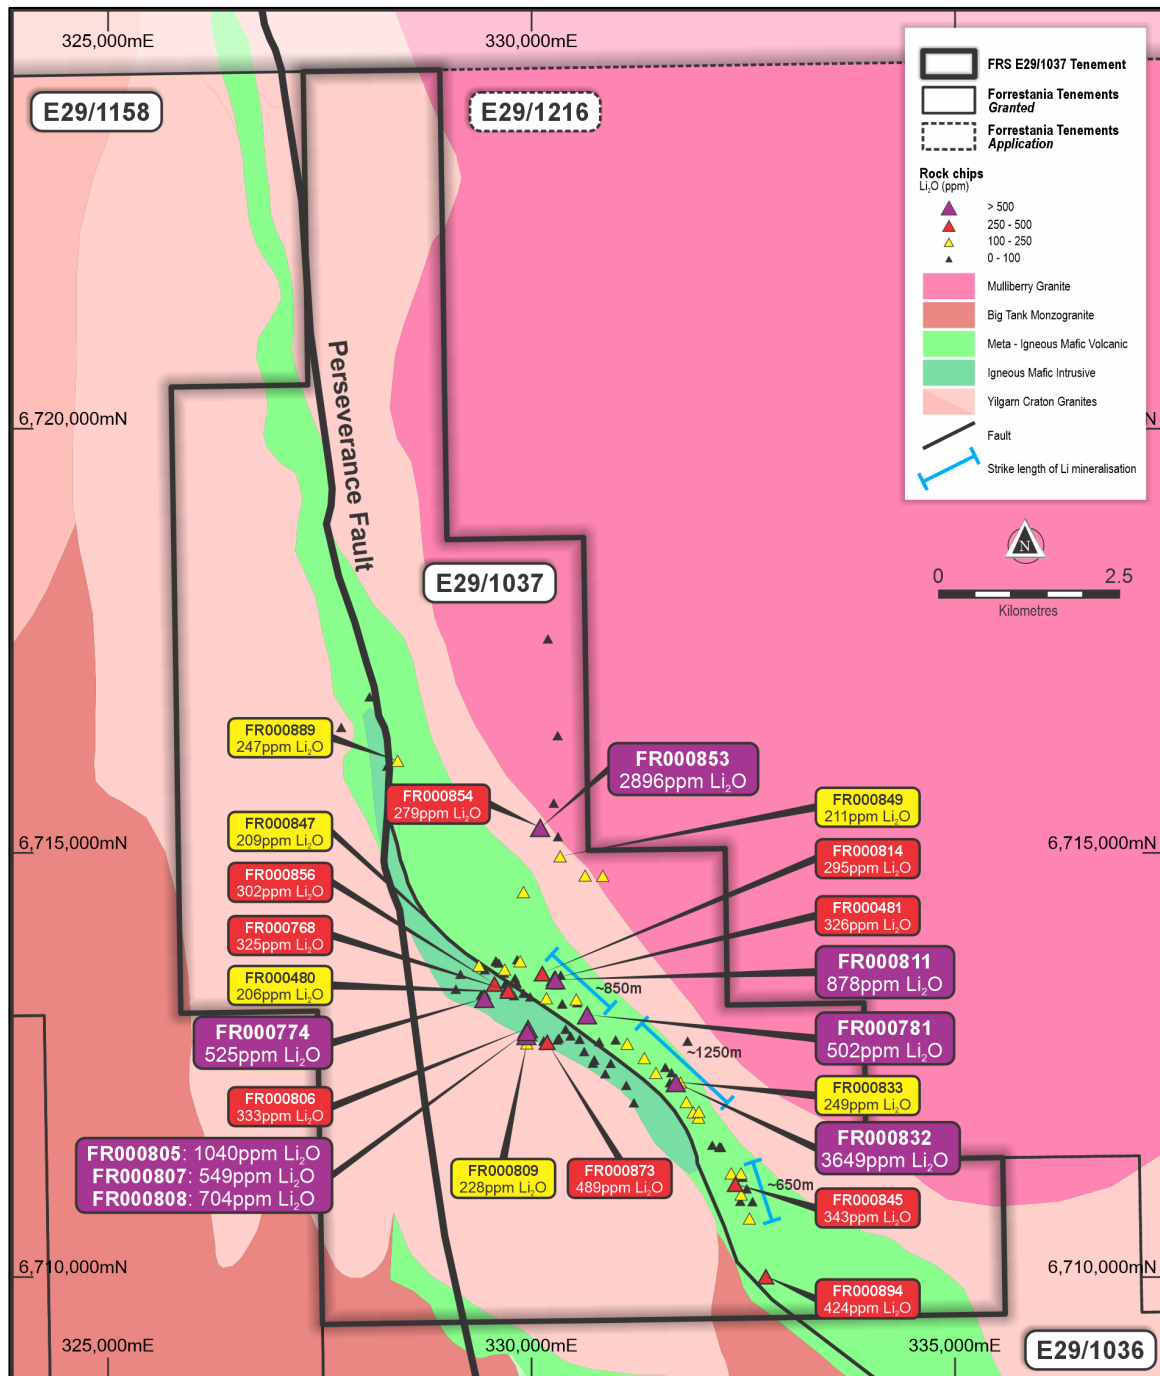 325,000mE
330,000mE
E29/1158
E29/1216
FRS E29/1037 Tenement
Forrestania Tenements
Granted
Forrestania Tenements
Application
Rock chips
Li₂O (ppm)
> 500
250 - 500
100 - 250
0 - 100
Mulliberry Granite
Big Tank Monzogranite
Meta - Igneous Mafic Volcanic
Igneous Mafic Intrusive
Yilgarn Craton Granites
Fault
Strike length of Li mineralisation
6,720,000mN
N
Perseverance Fault
N
0 2.5
Kilometres
E29/1037
FR000889
247ppm Li₂O
FR000853
2896ppm Li₂O
FR000854
279ppm Li₂O
FR000849
211ppm Li₂O
FR000847
209ppm Li₂O
6,715,000mN
6,715,000mN
FR000814
295ppm Li₂O
FR000856
302ppm Li₂O
FR000481
326ppm Li₂O
FR000768
325ppm Li₂O
FR000811
878ppm Li₂O
FR000480
206ppm Li₂O
~850m
FR000774
525ppm Li₂O
FR000781
502ppm Li₂O
~1250m
FR000806
333ppm Li₂O
FR000833
249ppm Li₂O
FR000832
3649ppm Li₂O
FR000805: 1040ppm Li₂O
FR000807: 549ppm Li₂O
FR000808: 704ppm Li₂O
FR000809
228ppm Li₂O
FR000873
489ppm Li₂O
~650m
FR000845
343ppm Li₂O
6,710,000mN
6,710,000mN
FR000894
424ppm Li₂O
325,000mE
330,000mE
335,000mE
E29/1036